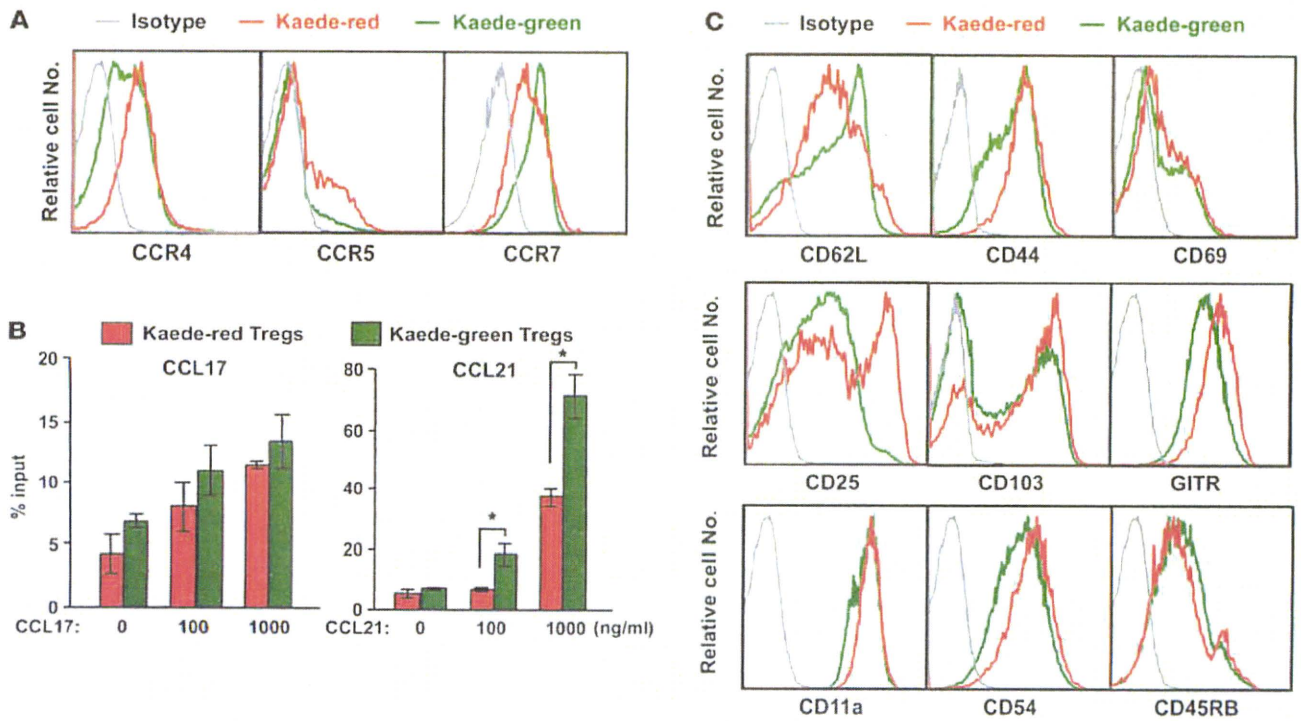 A
Isotype Kaede-red Kaede-green
Relative cell No.
CCR4 CCR5 CCR7
B
Kaede-red Tregs Kaede-green Tregs
CCL17
% input
20
15
10
5
0
CCL17: 0 100 1000
CCL21
80
60
40
20
0
* *
CCL21: 0 100 1000 (ng/ml)
C
Isotype Kaede-red Kaede-green
Relative cell No.
CD62L CD44 CD69
Relative cell No.
CD25 CD103 GITR
Relative cell No.
CD11a CD54 CD45RB